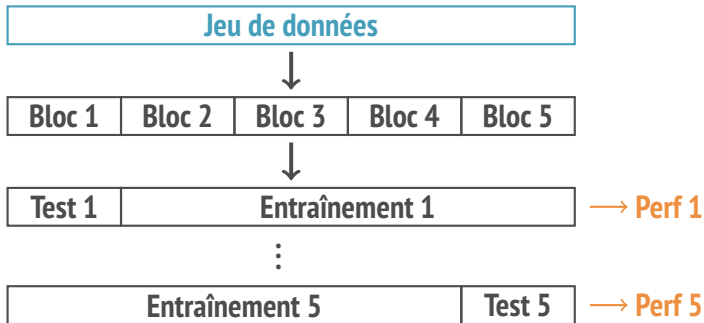 Jeu de données
Bloc 1 Bloc 2 Bloc 3 Bloc 4 Bloc 5
Test 1 Entraînement 1 → Perf 1
⋮
Entraînement 5 Test 5 → Perf 5